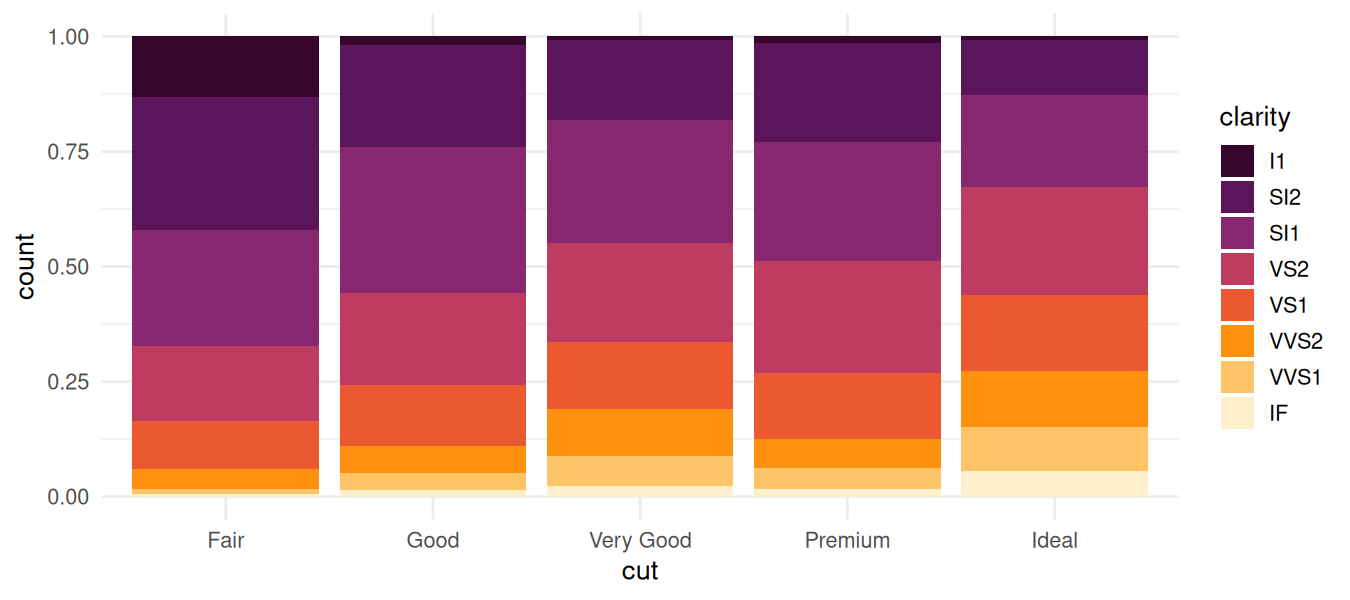 count
1.00
0.75
0.50
0.25
0.00
Fair Good Very Good Premium Ideal
cut
clarity
I1
SI2
SI1
VS2
VS1
VVS2
VVS1
IF